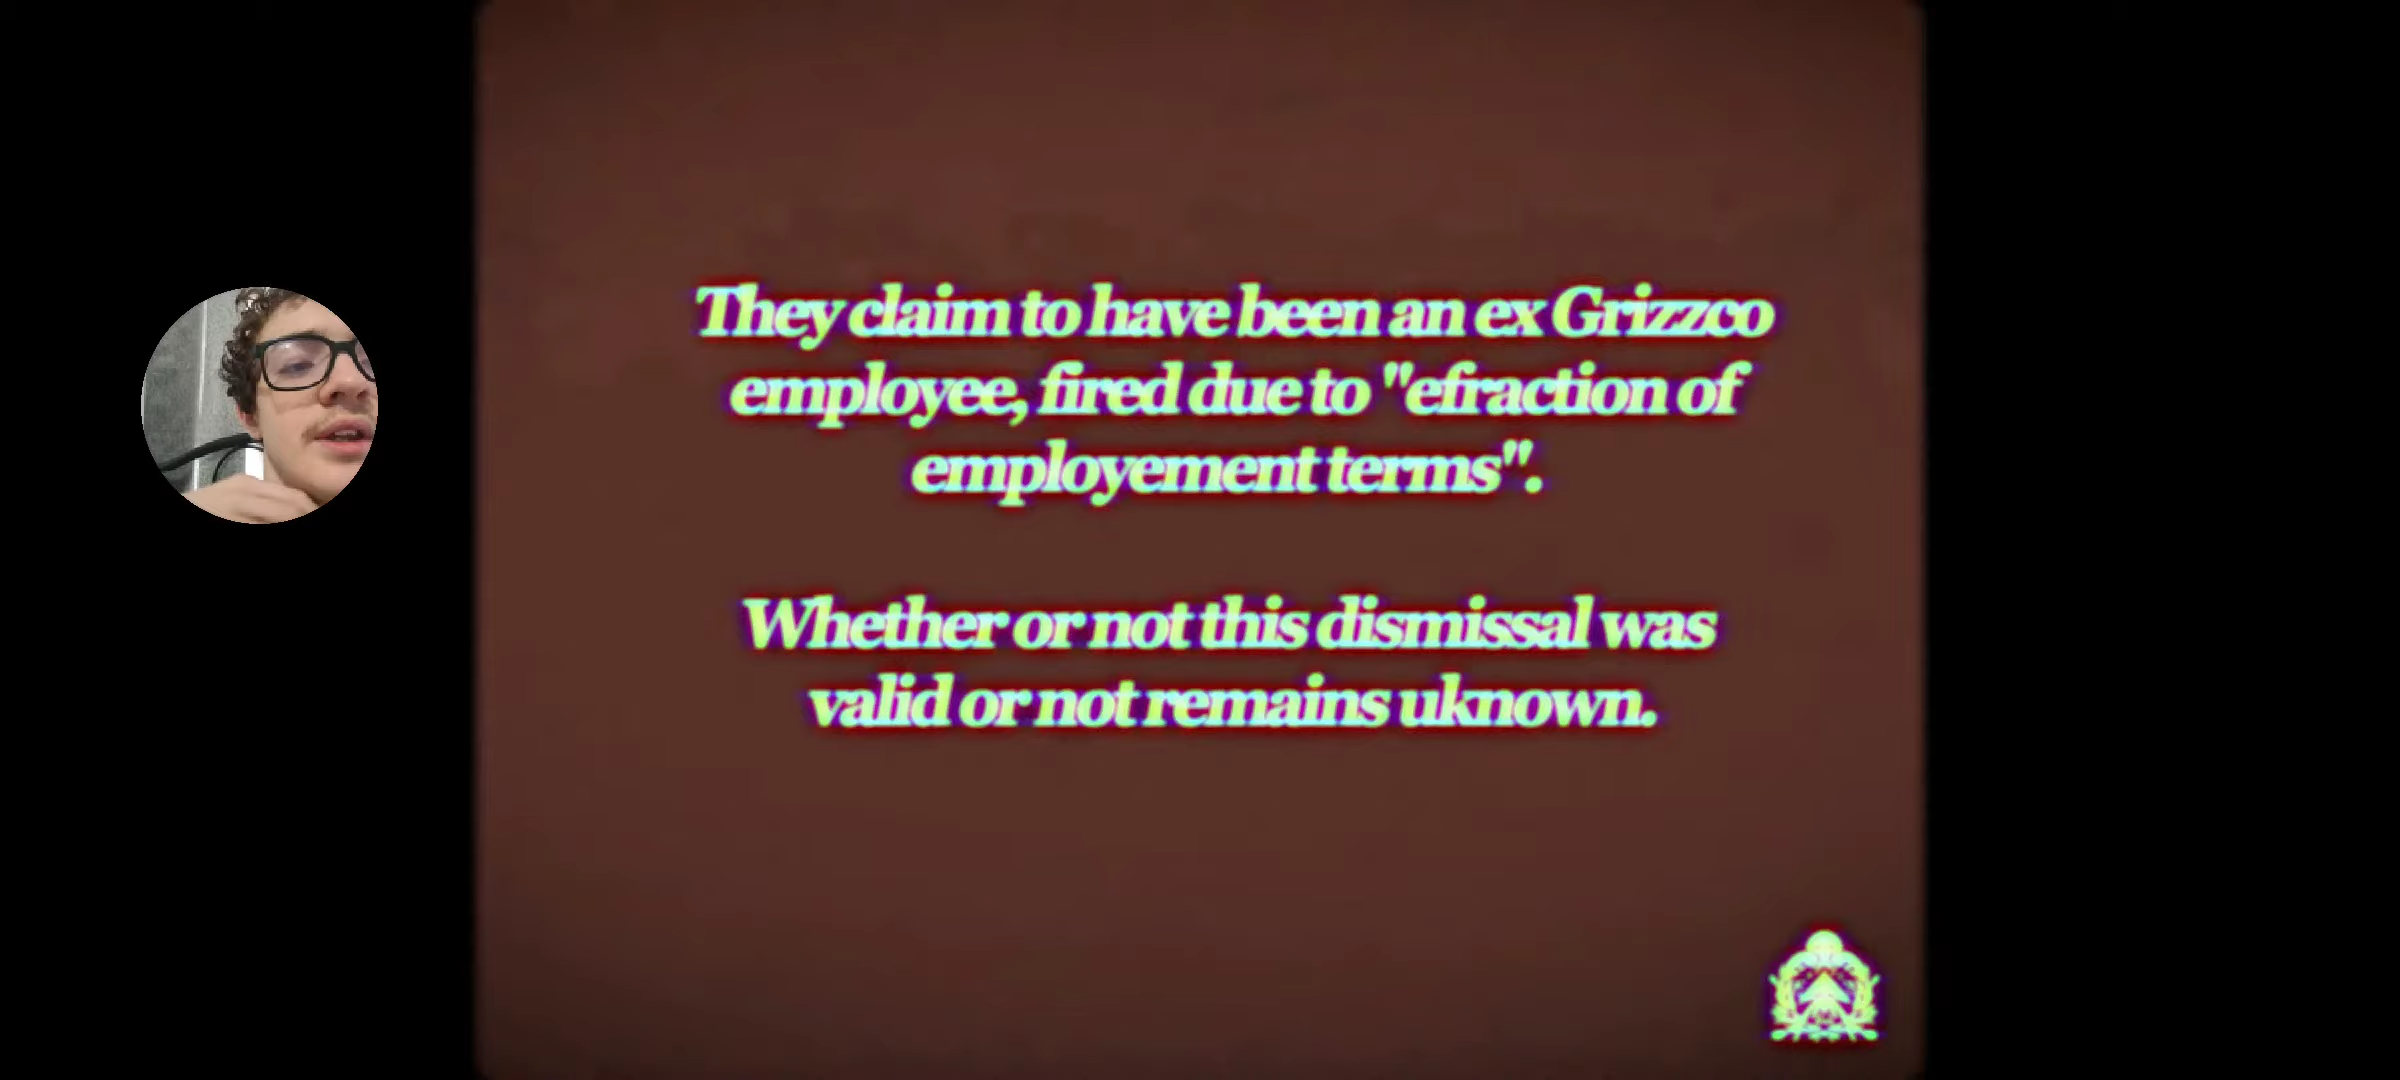 They claim to have been an ex Grizzco
employee, fired due to "efraction of
employement terms".
Whether or not this dismissal was
valid or not remains uknown.